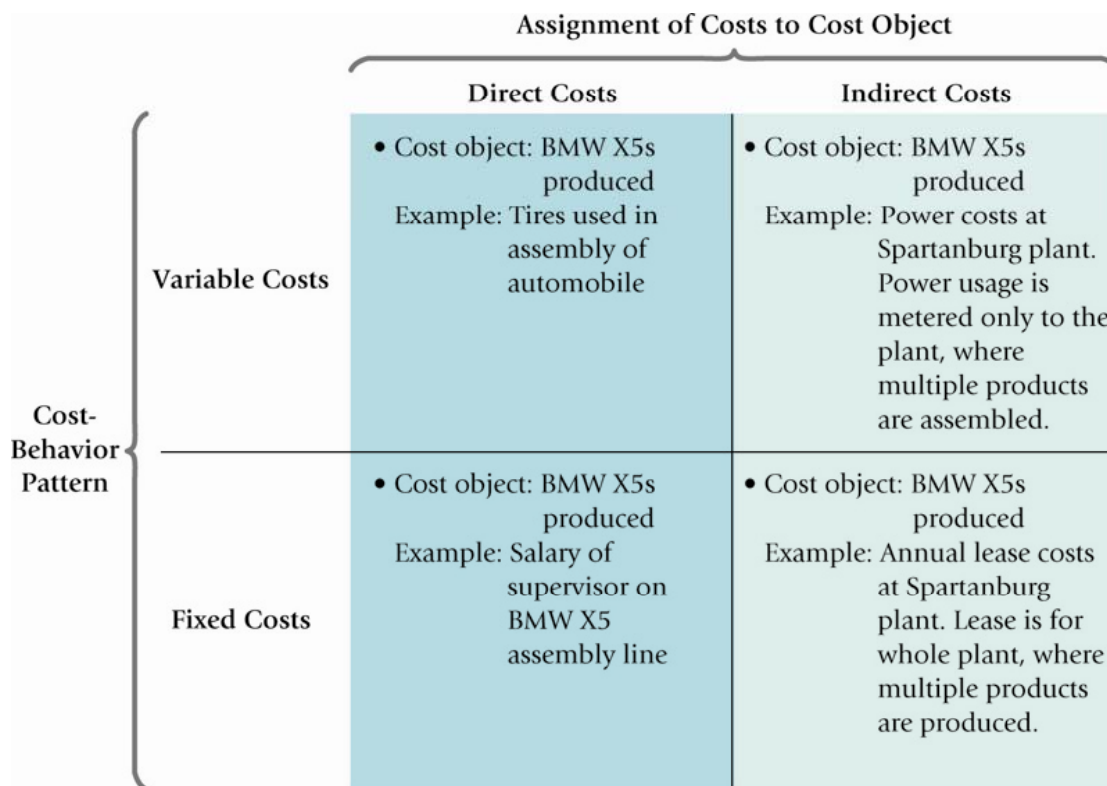 Assignment of Costs to Cost Object
Direct Costs
Indirect Costs
Cost-
Behavior
Pattern
Variable Costs
• Cost object: BMW X5s
produced
Example: Tires used in
assembly of
automobile
• Cost object: BMW X5s
produced
Example: Power costs at
Spartanburg plant.
Power usage is
metered only to the
plant, where
multiple products
are assembled.
Fixed Costs
• Cost object: BMW X5s
produced
Example: Salary of
supervisor on
BMW X5
assembly line
• Cost object: BMW X5s
produced
Example: Annual lease costs
at Spartanburg
plant. Lease is for
whole plant, where
multiple products
are produced.